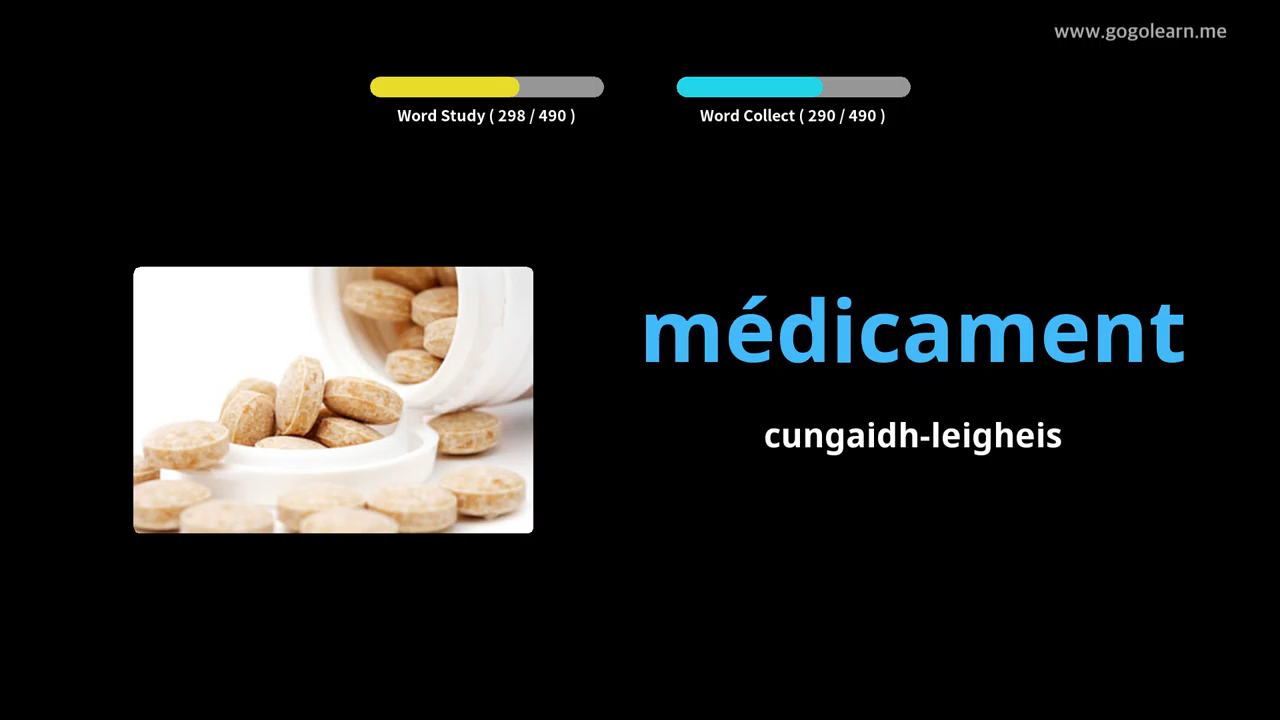 www.gogolearn.me
Word Study ( 298 / 490 )
Word Collect ( 290 / 490 )
médicament
cungaidh-leigheis